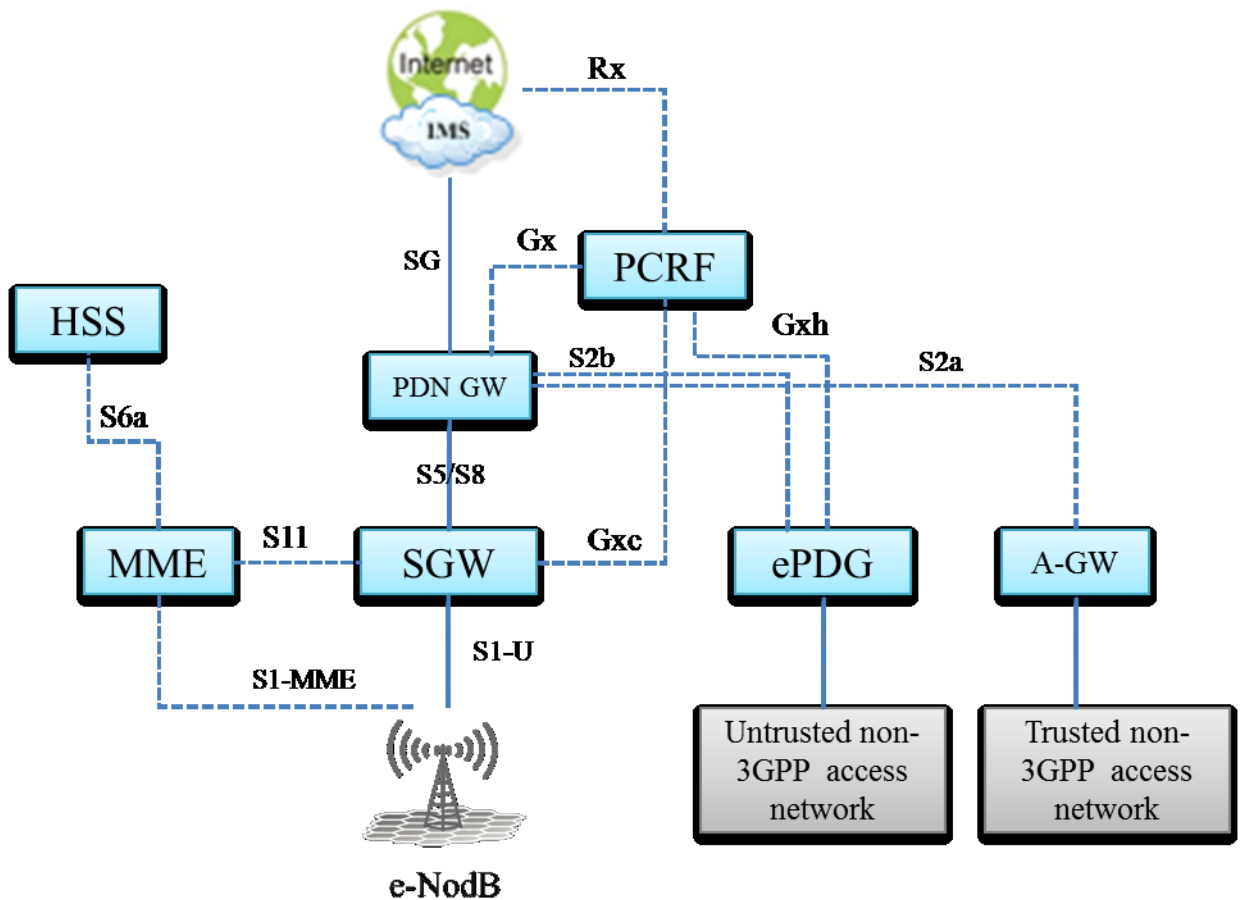 Internet
IMS
Rx
SG
Gx
PCRF
HSS
Gxh
PDN GW
S2b
S2a
S6a
S5/S8
MME
S11
SGW
Gxc
ePDG
A-GW
S1-U
S1-MME
Untrusted non-
3GPP access
network
Trusted non-
3GPP access
network
e-NodB